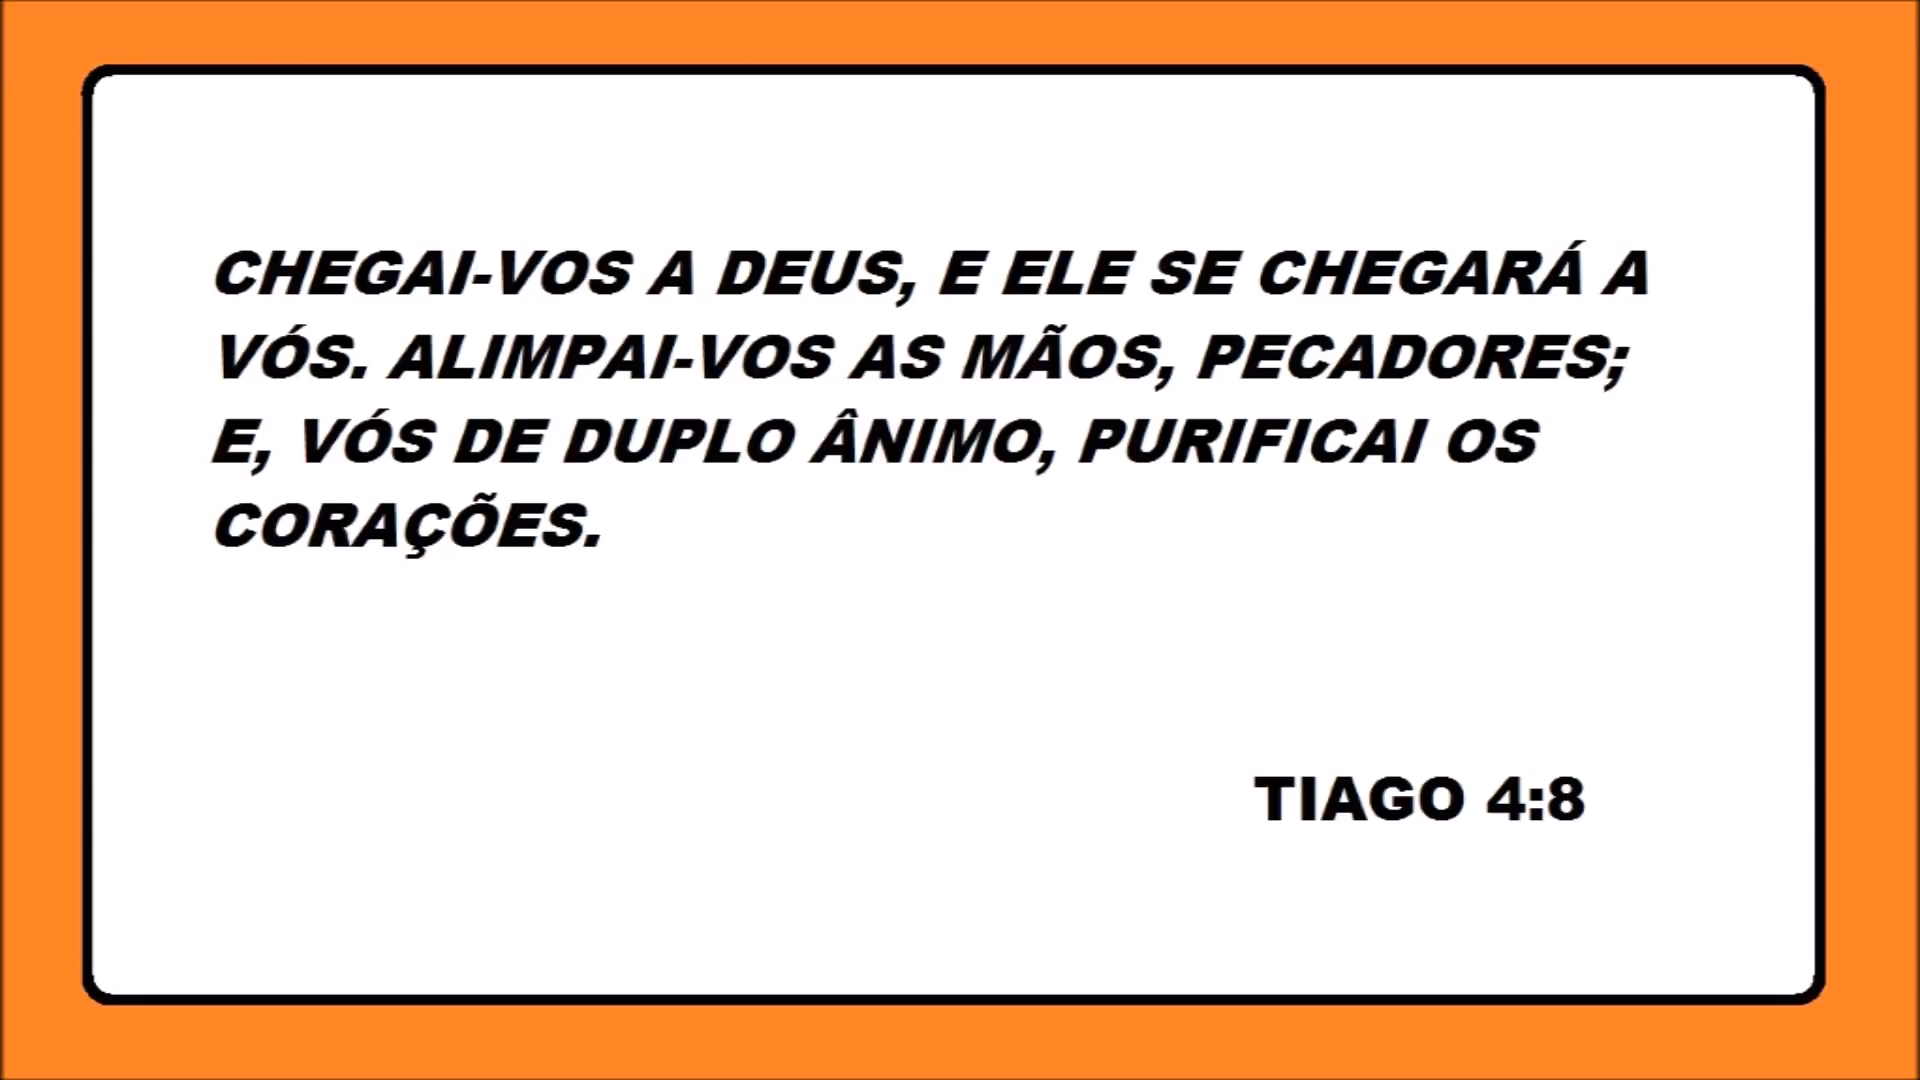 CHEGAI-VOS A DEUS, E ELE SE CHEGARÁ A
VÓS. ALIMPAI-VOS AS MÃOS, PECADORES;
E, VÓS DE DUPLO ÂNIMO, PURIFICAI OS
CORAÇÕES.
TIAGO 4:8